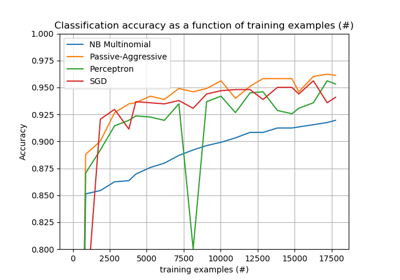 Classification accuracy as a function of training examples (#)
1.000
0.975
0.950
0.925
0.900
0.875
0.850
0.825
0.800
Accuracy
NB Multinomial
Passive-Aggressive
Perceptron
SGD
0 2500 5000 7500 10000 12500 15000 17500
training examples (#)